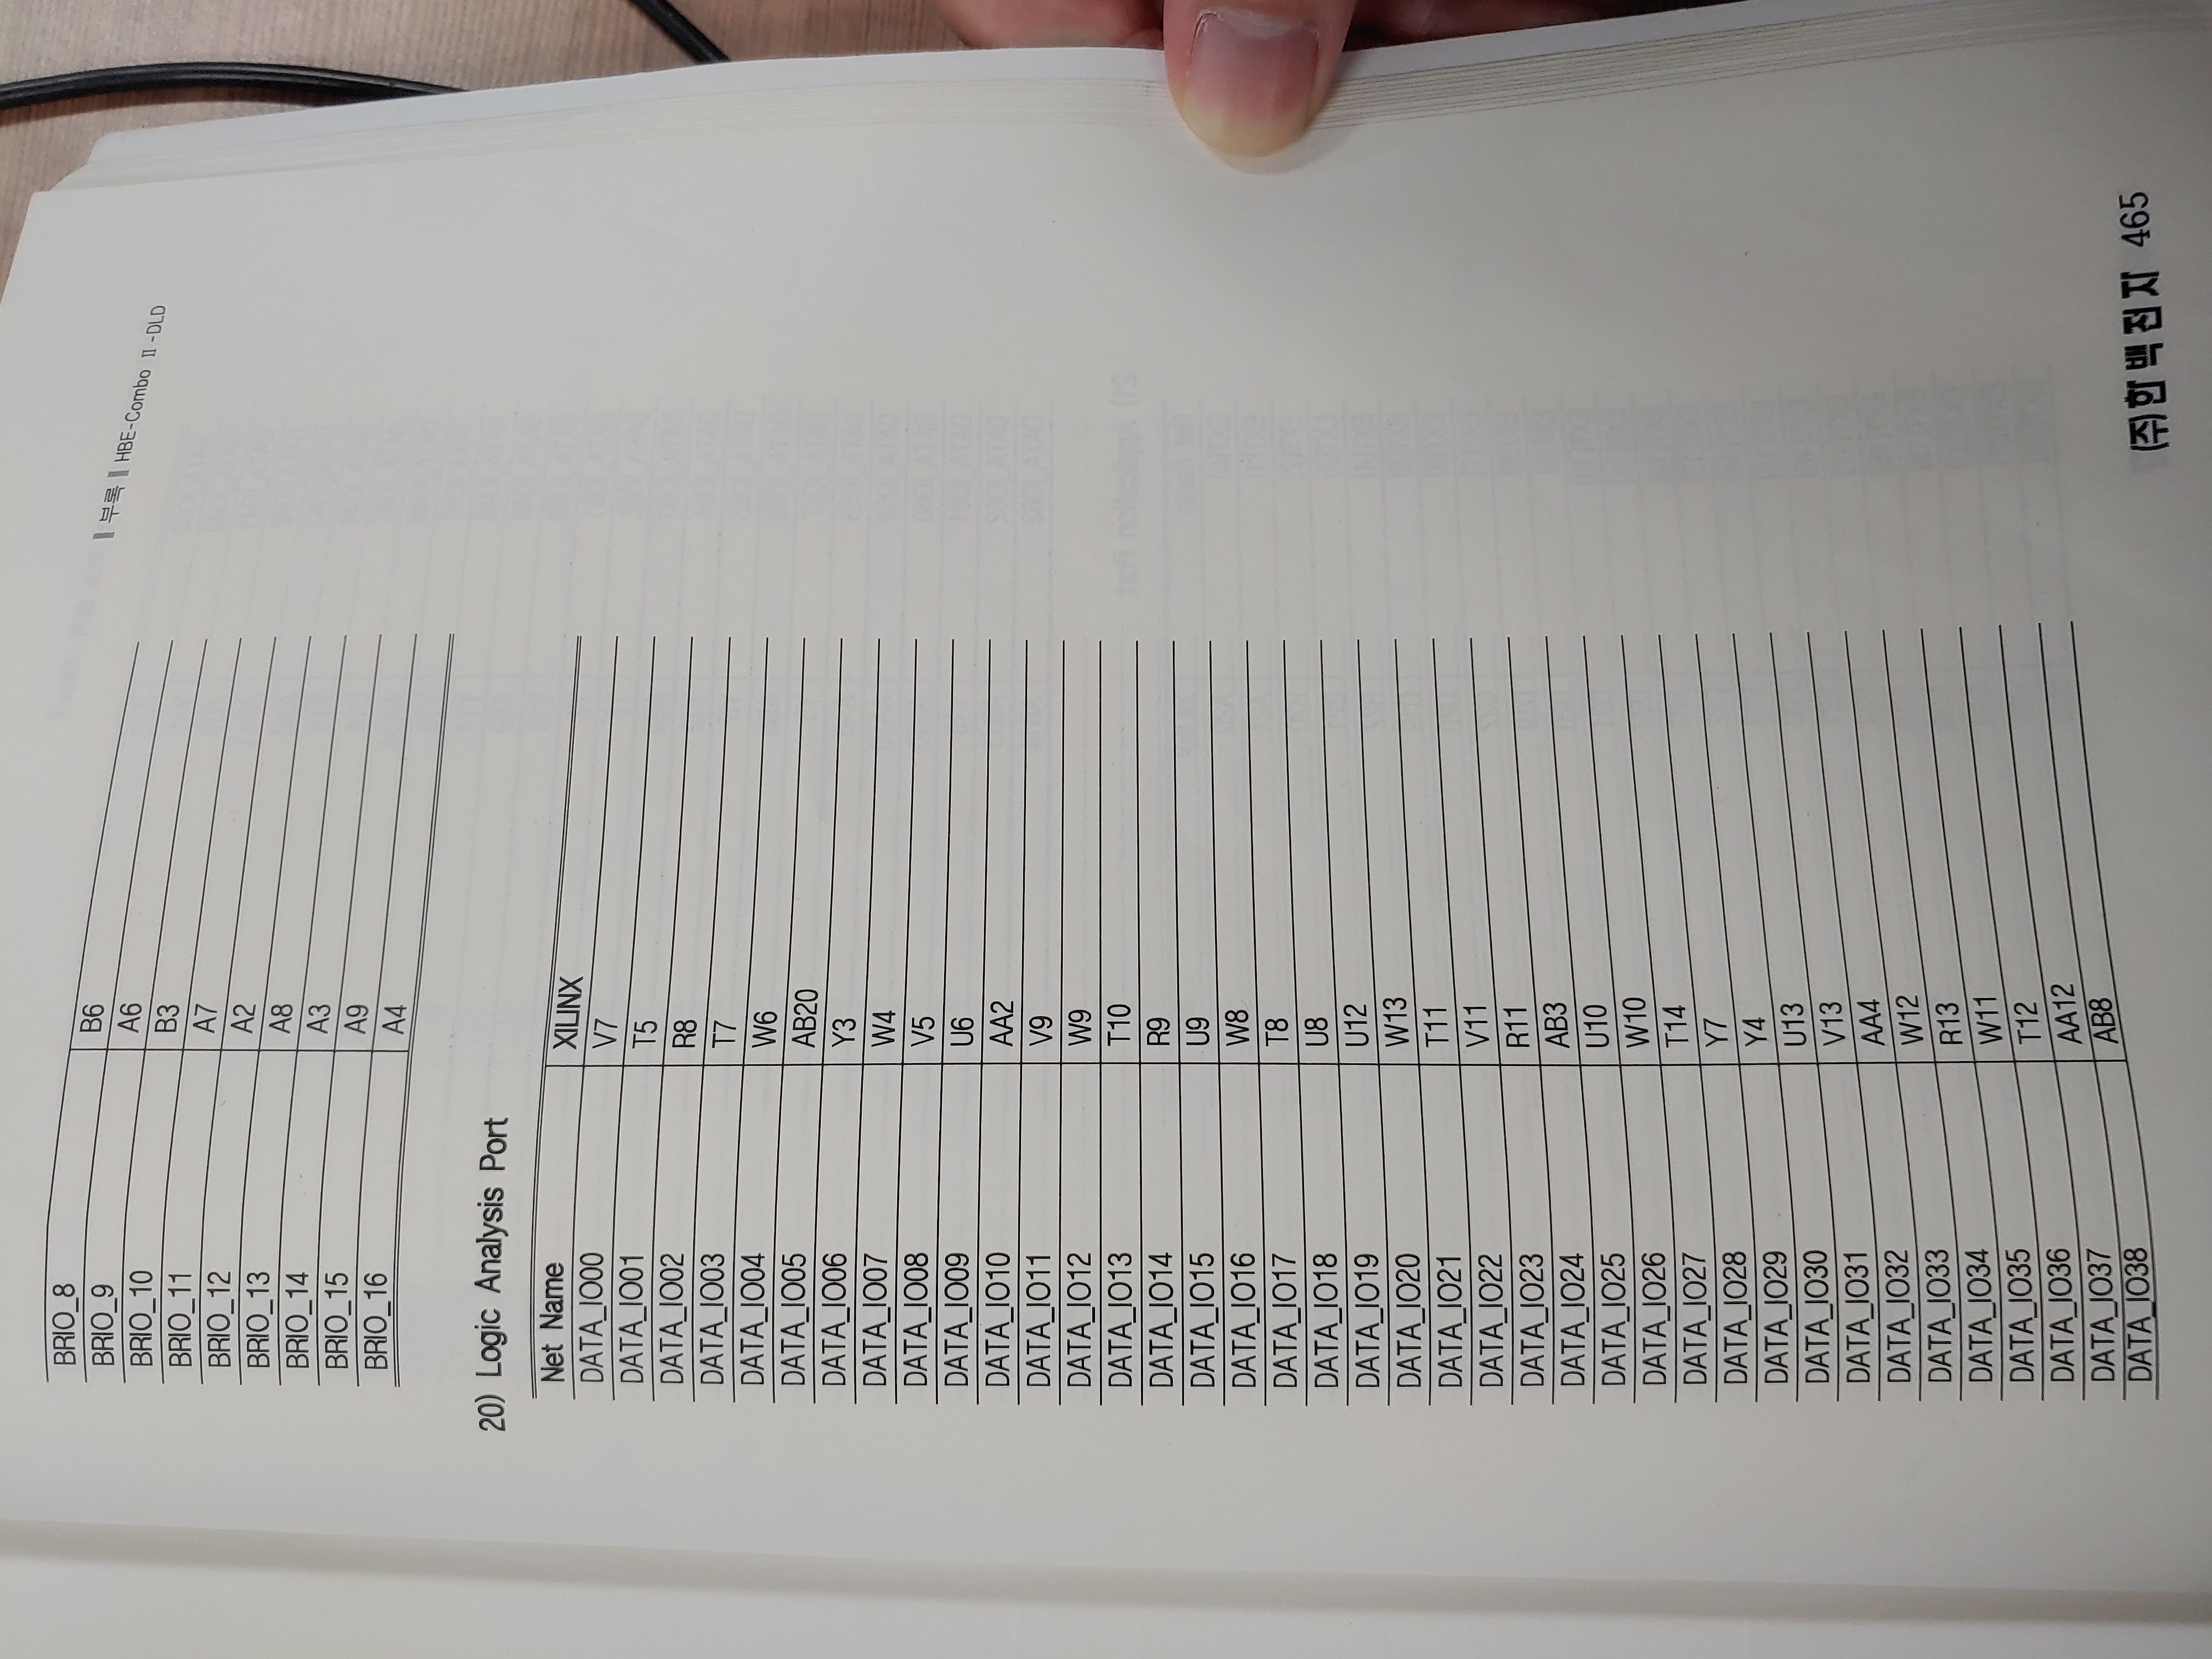 ▌부록▐ HBE-Combo Ⅱ-DLD
BRIO_8 B6
BRIO_9 A6
BRIO_10 B3
BRIO_11 A7
BRIO_12 A2
BRIO_13 A8
BRIO_14 A3
BRIO_15 A9
BRIO_16 A4
20) Logic Analysis Port
Net Name XILINX
DATA_IO00 V7
DATA_IO01 T5
DATA_IO02 R8
DATA_IO03 T7
DATA_IO04 W6
DATA_IO05 AB20
DATA_IO06 Y3
DATA_IO07 W4
DATA_IO08 V5
DATA_IO09 U6
DATA_IO10 AA2
DATA_IO11 V9
DATA_IO12 W9
DATA_IO13 T10
DATA_IO14 R9
DATA_IO15 U9
DATA_IO16 W8
DATA_IO17 T8
DATA_IO18 U8
DATA_IO19 U12
DATA_IO20 W13
DATA_IO21 T11
DATA_IO22 V11
DATA_IO23 R11
DATA_IO24 AB3
DATA_IO25 U10
DATA_IO26 W10
DATA_IO27 T14
DATA_IO28 Y7
DATA_IO29 Y4
DATA_IO30 U13
DATA_IO31 V13
DATA_IO32 AA4
DATA_IO33 W12
DATA_IO34 R13
DATA_IO35 W11
DATA_IO36 T12
DATA_IO37 AA12
DATA_IO38 AB8
(주)한백전자 465